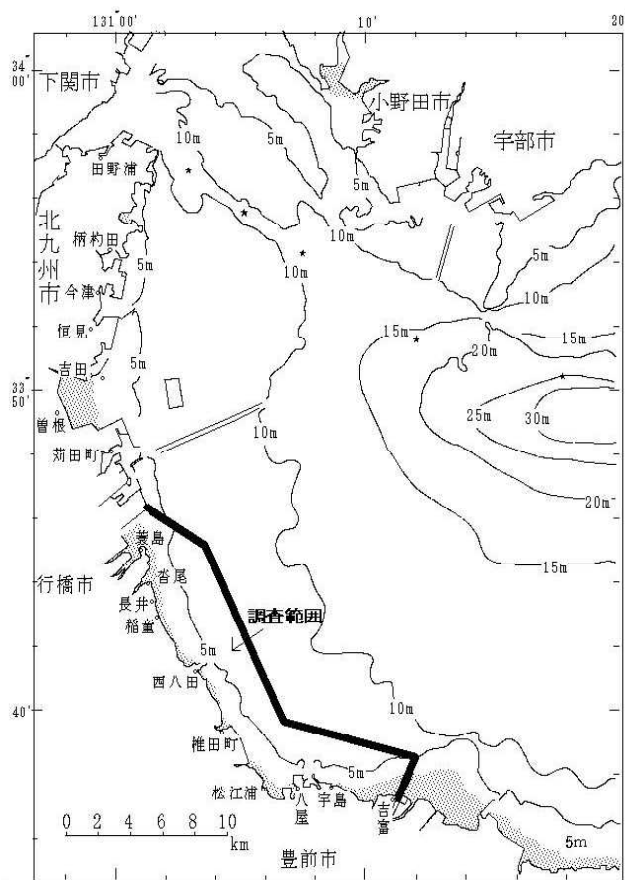 131 00'
10'
20
34
00'
下関市
小野田市
宇部市
10m
5m
5m
田野浦
北九州市
柄杓田
5m
10m
10m
5m
10m
今津
恒見
15m
15m
20m
吉田
5m
33
50'
25m
30m
曽根
10m
苅田町
20m
15m
蓑島
行橋市
沓尾
長井
稲童
調査範囲
5m
西八田
40'
10m
椎田町
5m
松江浦
八屋
宇島
吉富
0 2 4 6 8 10
km
5m
豊前市